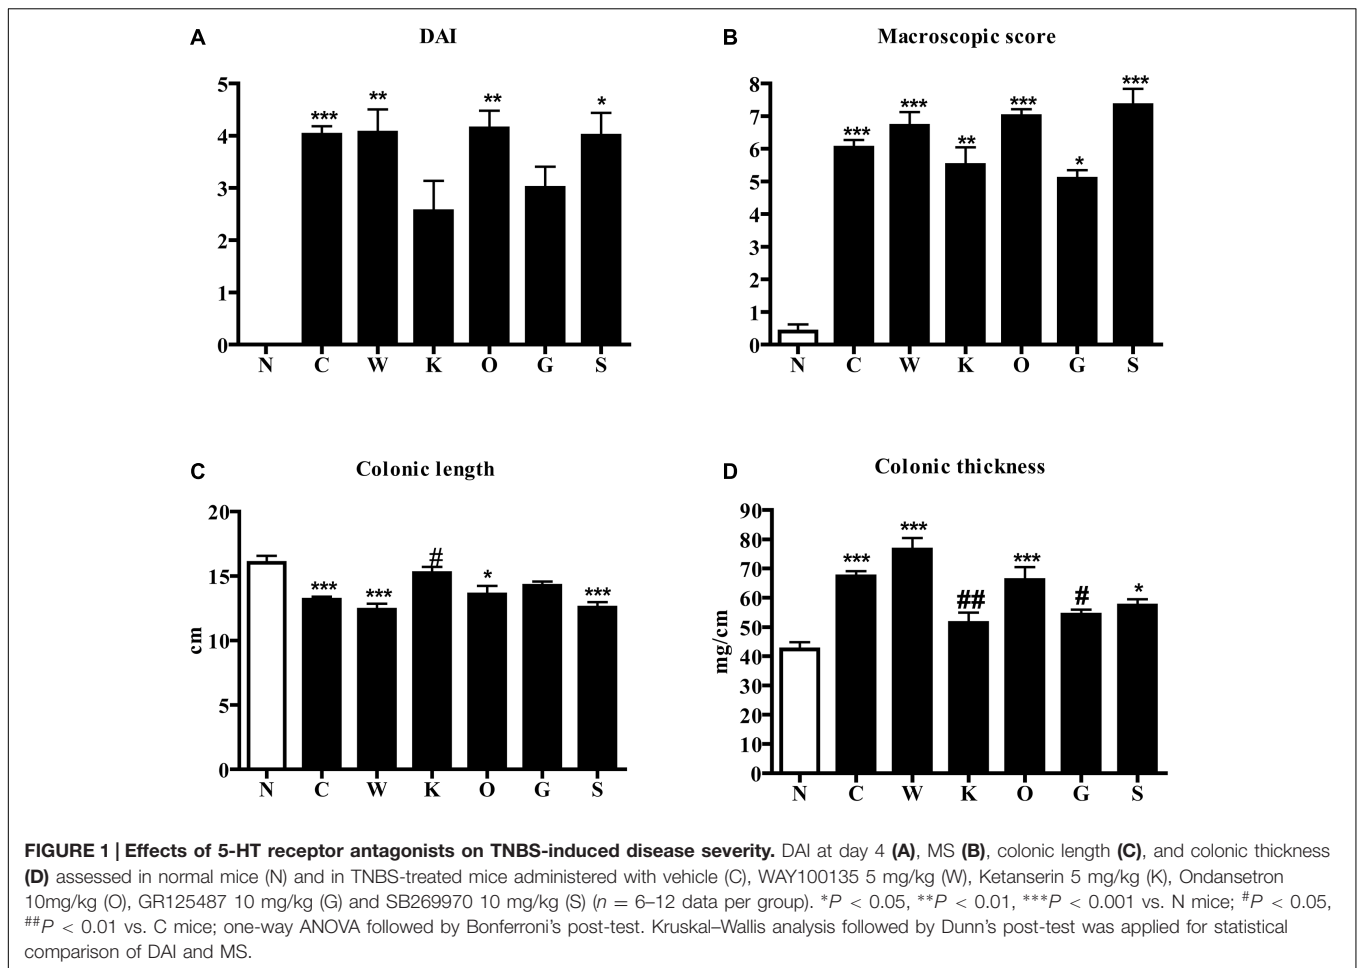 A
DAI
5
4
3
2
1
0
***
**
**
*
N C W K O G S
B
Macroscopic score
8
7
6
5
4
3
2
1
0
***
***
**
***
*
***
N C W K O G S
C
Colonic length
20
15
10
5
0
cm
***
***
#
*
***
N C W K O G S
D
Colonic thickness
90
80
70
60
50
40
30
20
10
0
mg/cm
***
***
##
***
#
*
N C W K O G S
FIGURE 1 | Effects of 5-HT receptor antagonists on TNBS-induced disease severity. DAI at day 4 (A), MS (B), colonic length (C), and colonic thickness
(D) assessed in normal mice (N) and in TNBS-treated mice administered with vehicle (C), WAY100135 5 mg/kg (W), Ketanserin 5 mg/kg (K), Ondansetron
10mg/kg (O), GR125487 10 mg/kg (G) and SB269970 10 mg/kg (S) (n = 6–12 data per group). *P < 0.05, **P < 0.01, ***P < 0.001 vs. N mice; #P < 0.05,
##P < 0.01 vs. C mice; one-way ANOVA followed by Bonferroni's post-test. Kruskal–Wallis analysis followed by Dunn's post-test was applied for statistical
comparison of DAI and MS.